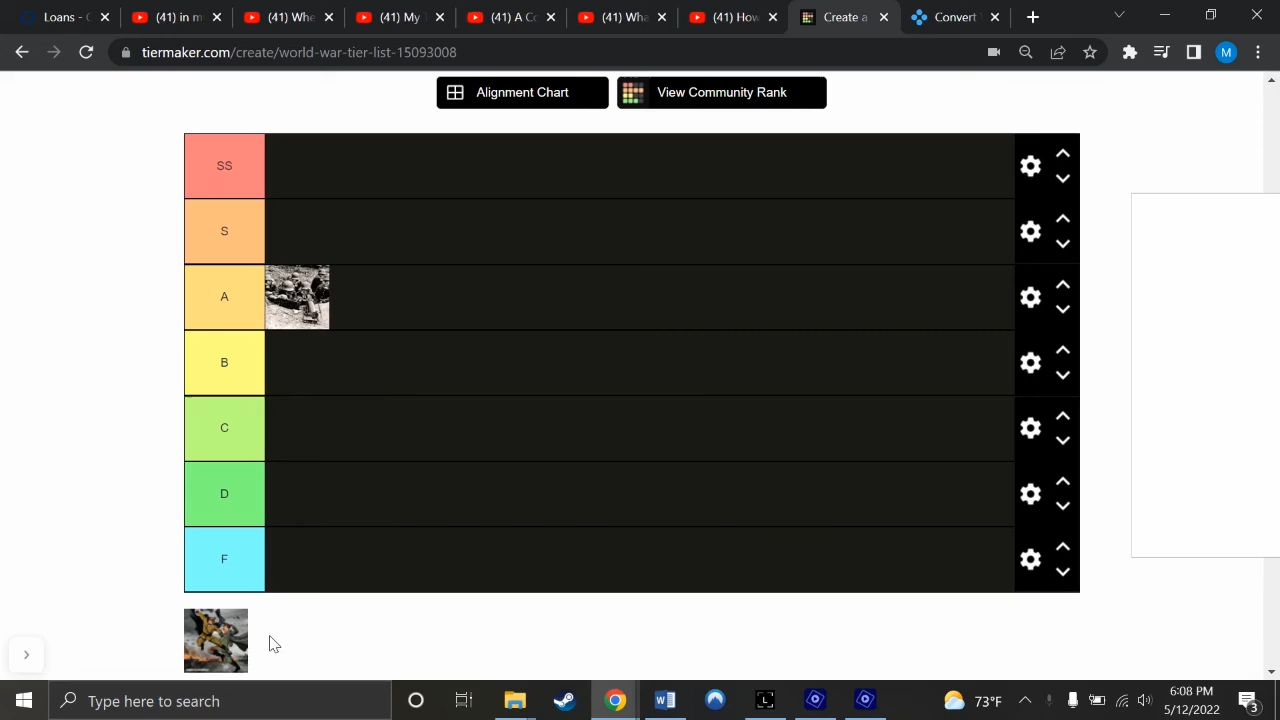 Loans - C
(41) in m
(41) Whe
(41) My T
(41) A Co
(41) Wha
(41) How
Create a
Convert
tiermaker.com/create/world-war-tier-list-15093008
M
Alignment Chart
View Community Rank
SS
S
A
B
C
D
F
Type here to search
W
L
73°F
6:08 PM
5/12/2022
3